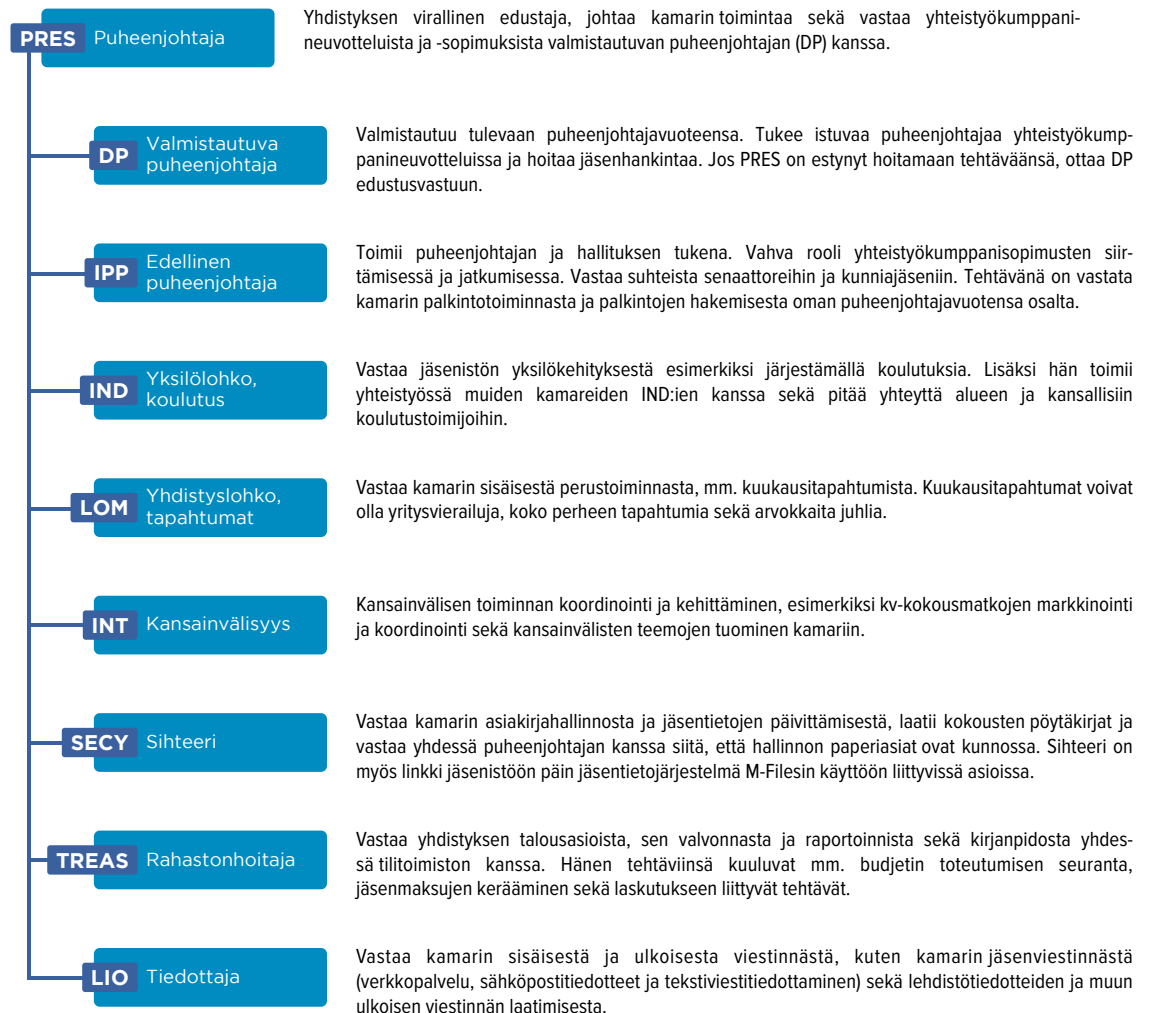 PRES Puheenjohtaja
Yhdistyksen virallinen edustaja, johtaa kamarin toimintaa sekä vastaa yhteistyökumppani-
neuvotteluista ja -sopimuksista valmistautuvan puheenjohtajan (DP) kanssa.
DP Valmistautuva
puheenjohtaja
Valmistautuu tulevaan puheenjohtajavuoteensa. Tukee istuvaa puheenjohtajaa yhteistyökump-
panineuvotteluissa ja hoitaa jäsenhankintaa. Jos PRES on estynyt hoitamaan tehtäväänsä, ottaa DP
edustusvastuun.
IPP Edellinen
puheenjohtaja
Toimii puheenjohtajan ja hallituksen tukena. Vahva rooli yhteistyökumppanisopimusten siir-
tämisessä ja jatkumisessa. Vastaa suhteista senaattoreihin ja kunniajäseniin. Tehtävänä on vastata
kamarin palkintotoiminnasta ja palkintojen hakemisesta oman puheenjohtajavuotensa osalta.
IND Yksilölohko,
koulutus
Vastaa jäsenistön yksilökehityksestä esimerkiksi järjestämällä koulutuksia. Lisäksi hän toimii
yhteistyössä muiden kamareiden IND:ien kanssa sekä pitää yhteyttä alueen ja kansallisiin
koulutustoimijoihin.
LOM Yhdistyslohko,
tapahtumat
Vastaa kamarin sisäisestä perustoiminnasta, mm. kuukausitapahtumista. Kuukausitapahtumat voivat
olla yritysvierailuja, koko perheen tapahtumia sekä arvokkaita juhlia.
INT Kansainvälisyys
Kansainvälisen toiminnan koordinointi ja kehittäminen, esimerkiksi kv-kokousmatkojen markkinointi
ja koordinointi sekä kansainvälisten teemojen tuominen kamariin.
SECY Sihteeri
Vastaa kamarin asiakirjahallinnosta ja jäsentietojen päivittämisestä, laatii kokousten pöytäkirjat ja
vastaa yhdessä puheenjohtajan kanssa siitä, että hallinnon paperiasiat ovat kunnossa. Sihteeri on
myös linkki jäsenistöön päin jäsentietojärjestelmä M-Filesin käyttöön liittyvissä asioissa.
TREAS Rahastonhoitaja
Vastaa yhdistyksen talousasioista, sen valvonnasta ja raportoinnista sekä kirjanpidosta yhdes-
sä tilitoimiston kanssa. Hänen tehtäviinsä kuuluvat mm. budjetin toteutumisen seuranta,
jäsenmaksujen kerääminen sekä laskutukseen liittyvät tehtävät.
LIO Tiedottaja
Vastaa kamarin sisäisestä ja ulkoisesta viestinnästä, kuten kamarin jäsenviestinnästä
(verkkopalvelu, sähköpostitiedotteet ja tekstiviestitiedottaminen) sekä lehdistötiedotteiden ja muun
ulkoisen viestinnän laatimisesta.